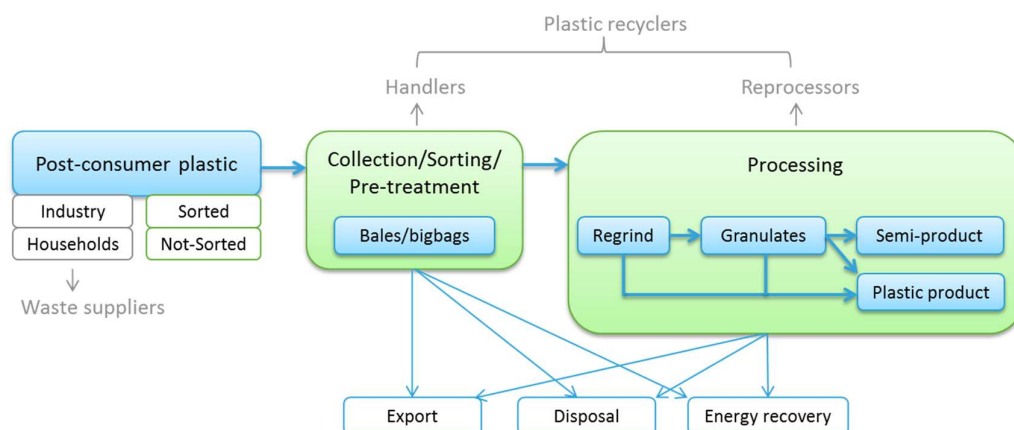 Plastic recyclers
Handlers
Reprocessors
Post-consumer plastic
Industry
Sorted
Households
Not-Sorted
Waste suppliers
Collection/Sorting/
Pre-treatment
Bales/bigbags
Processing
Regrind
Granulates
Semi-product
Plastic product
Export
Disposal
Energy recovery